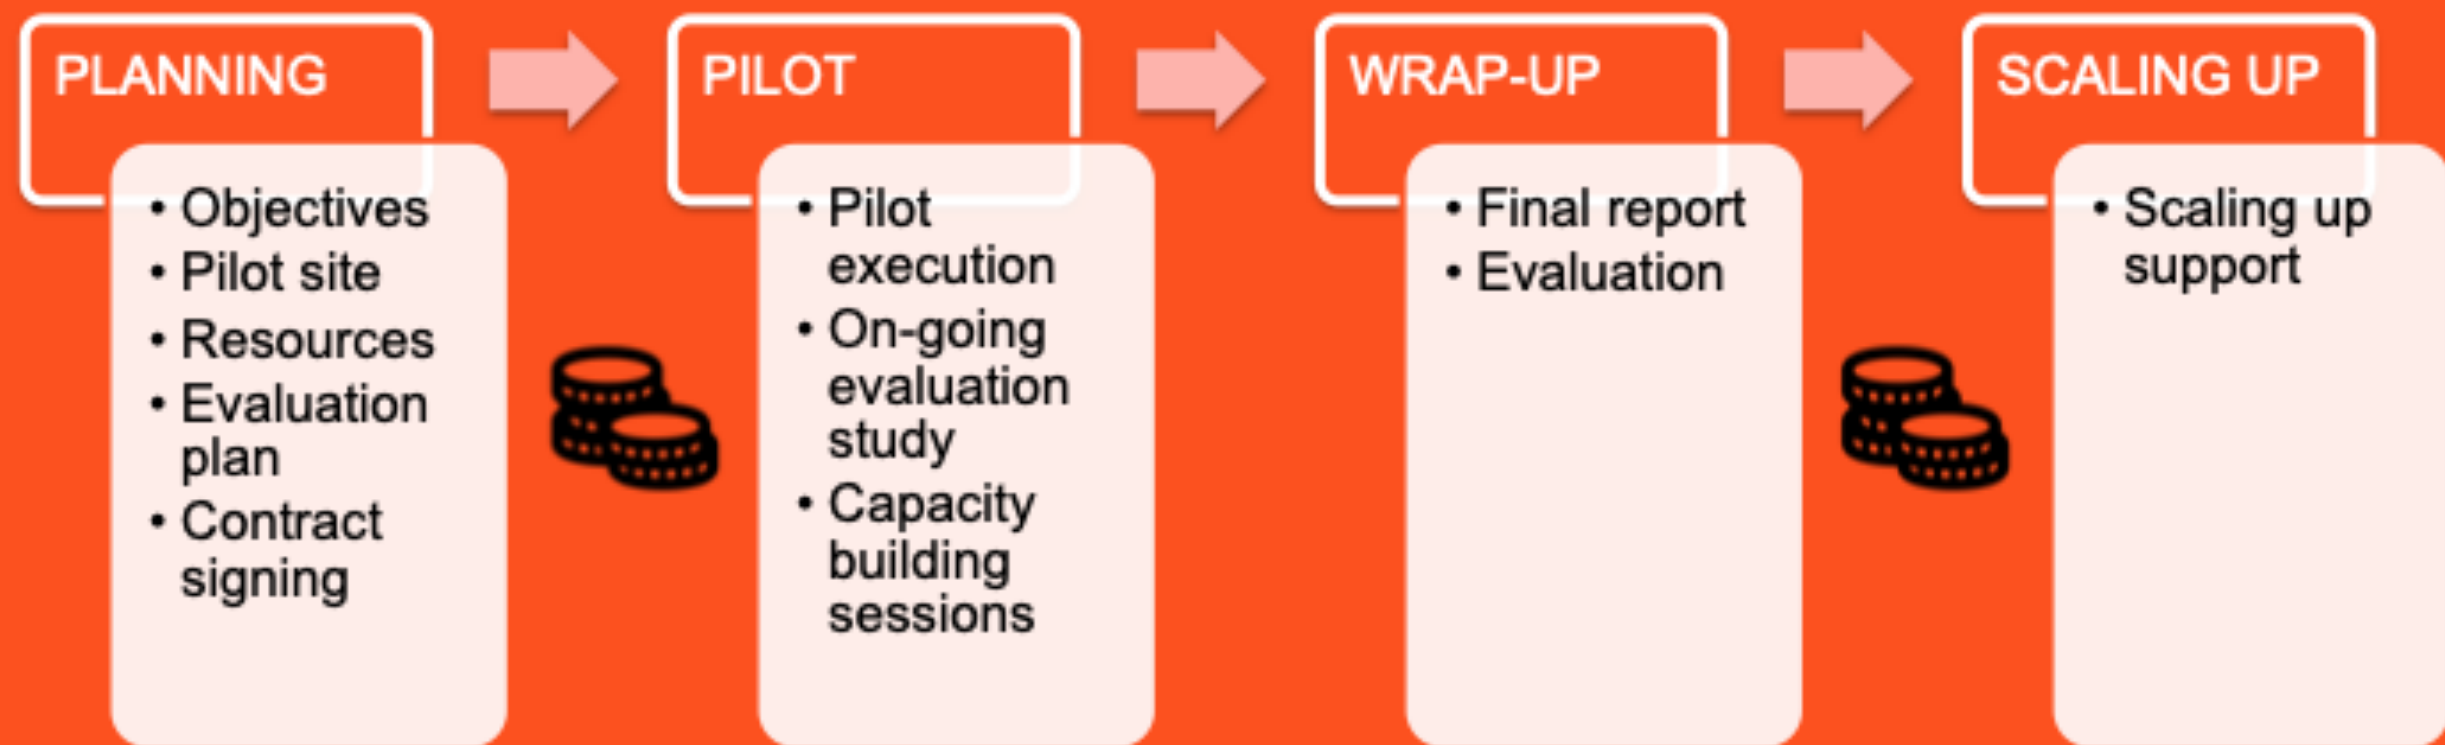 PLANNING
• Objectives
• Pilot site
• Resources
• Evaluation
plan
• Contract
signing
PILOT
• Pilot
execution
• On-going
evaluation
study
• Capacity
building
sessions
WRAP-UP
• Final report
• Evaluation
SCALING UP
• Scaling up
support